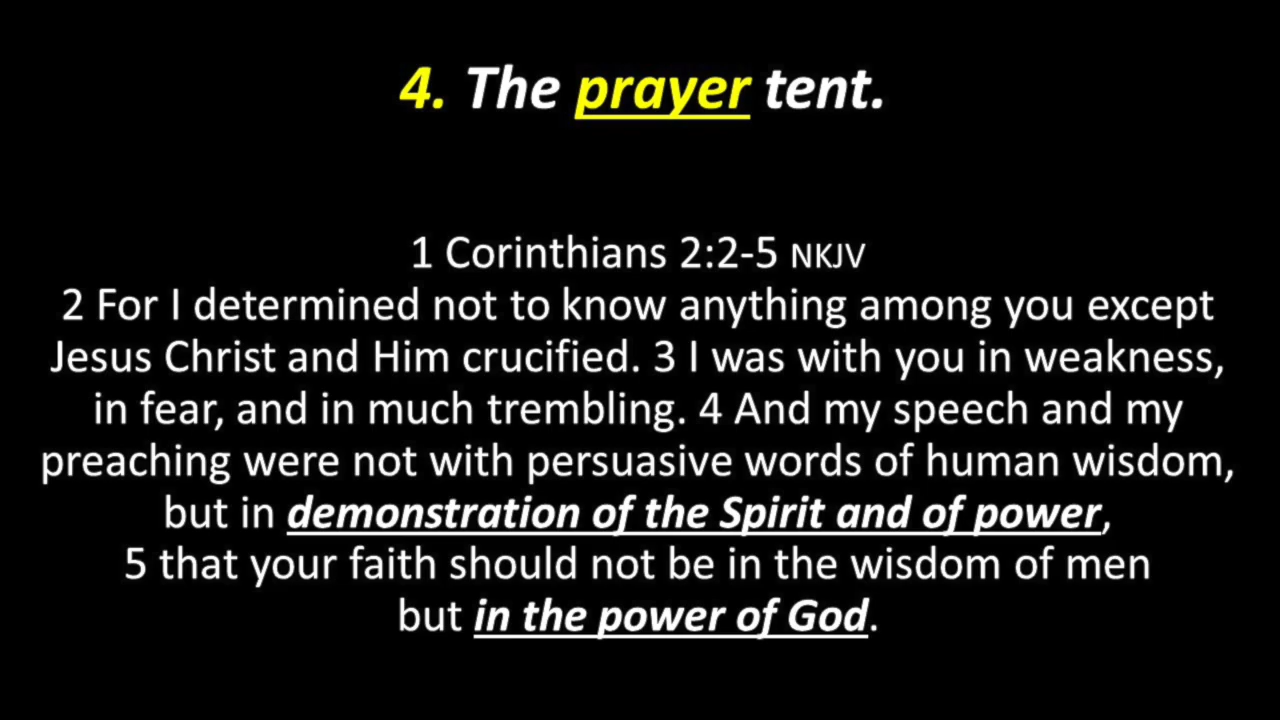 4. The prayer tent.
1 Corinthians 2:2-5 NKJV
2 For I determined not to know anything among you except
Jesus Christ and Him crucified. 3 I was with you in weakness,
in fear, and in much trembling. 4 And my speech and my
preaching were not with persuasive words of human wisdom,
but in demonstration of the Spirit and of power,
5 that your faith should not be in the wisdom of men
but in the power of God.